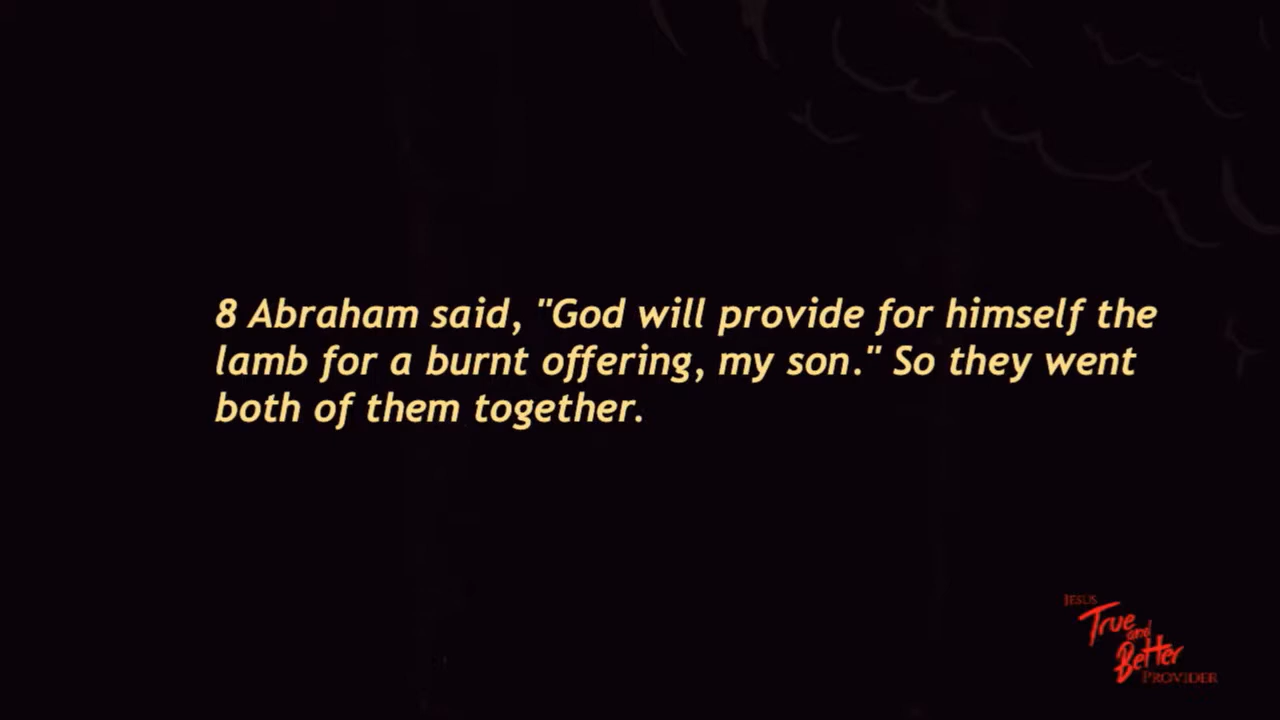 8 Abraham said, "God will provide for himself the
lamb for a burnt offering, my son." So they went
both of them together.
JESUS
True and
Better
PROVIDER